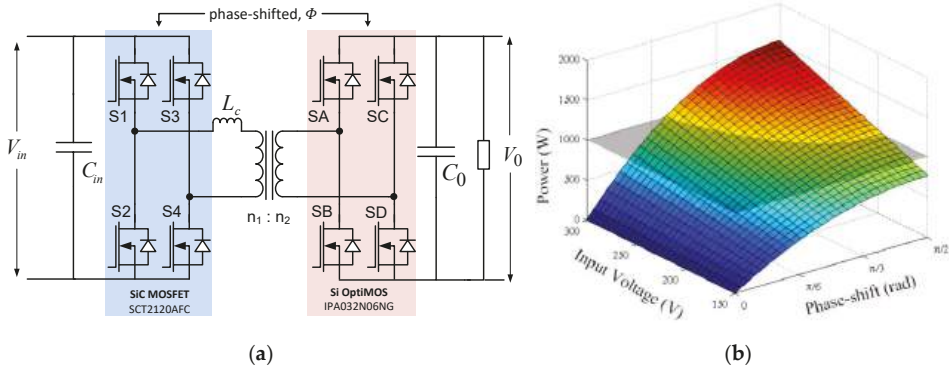 phase-shifted, Φ
S1
S3
L_c
SA
SC
V_in
C_in
C_0
V_0
S2
S4
n₁ : n₂
SB
SD
SiC MOSFET
SCT2120AFC
Si OptiMOS
IPA032N06NG
(a)
Power (W)
2000
1500
1000
500
0
Input Voltage (V)
300
250
200
150
Phase-shift (rad)
0
π/6
π/3
π/2
(b)